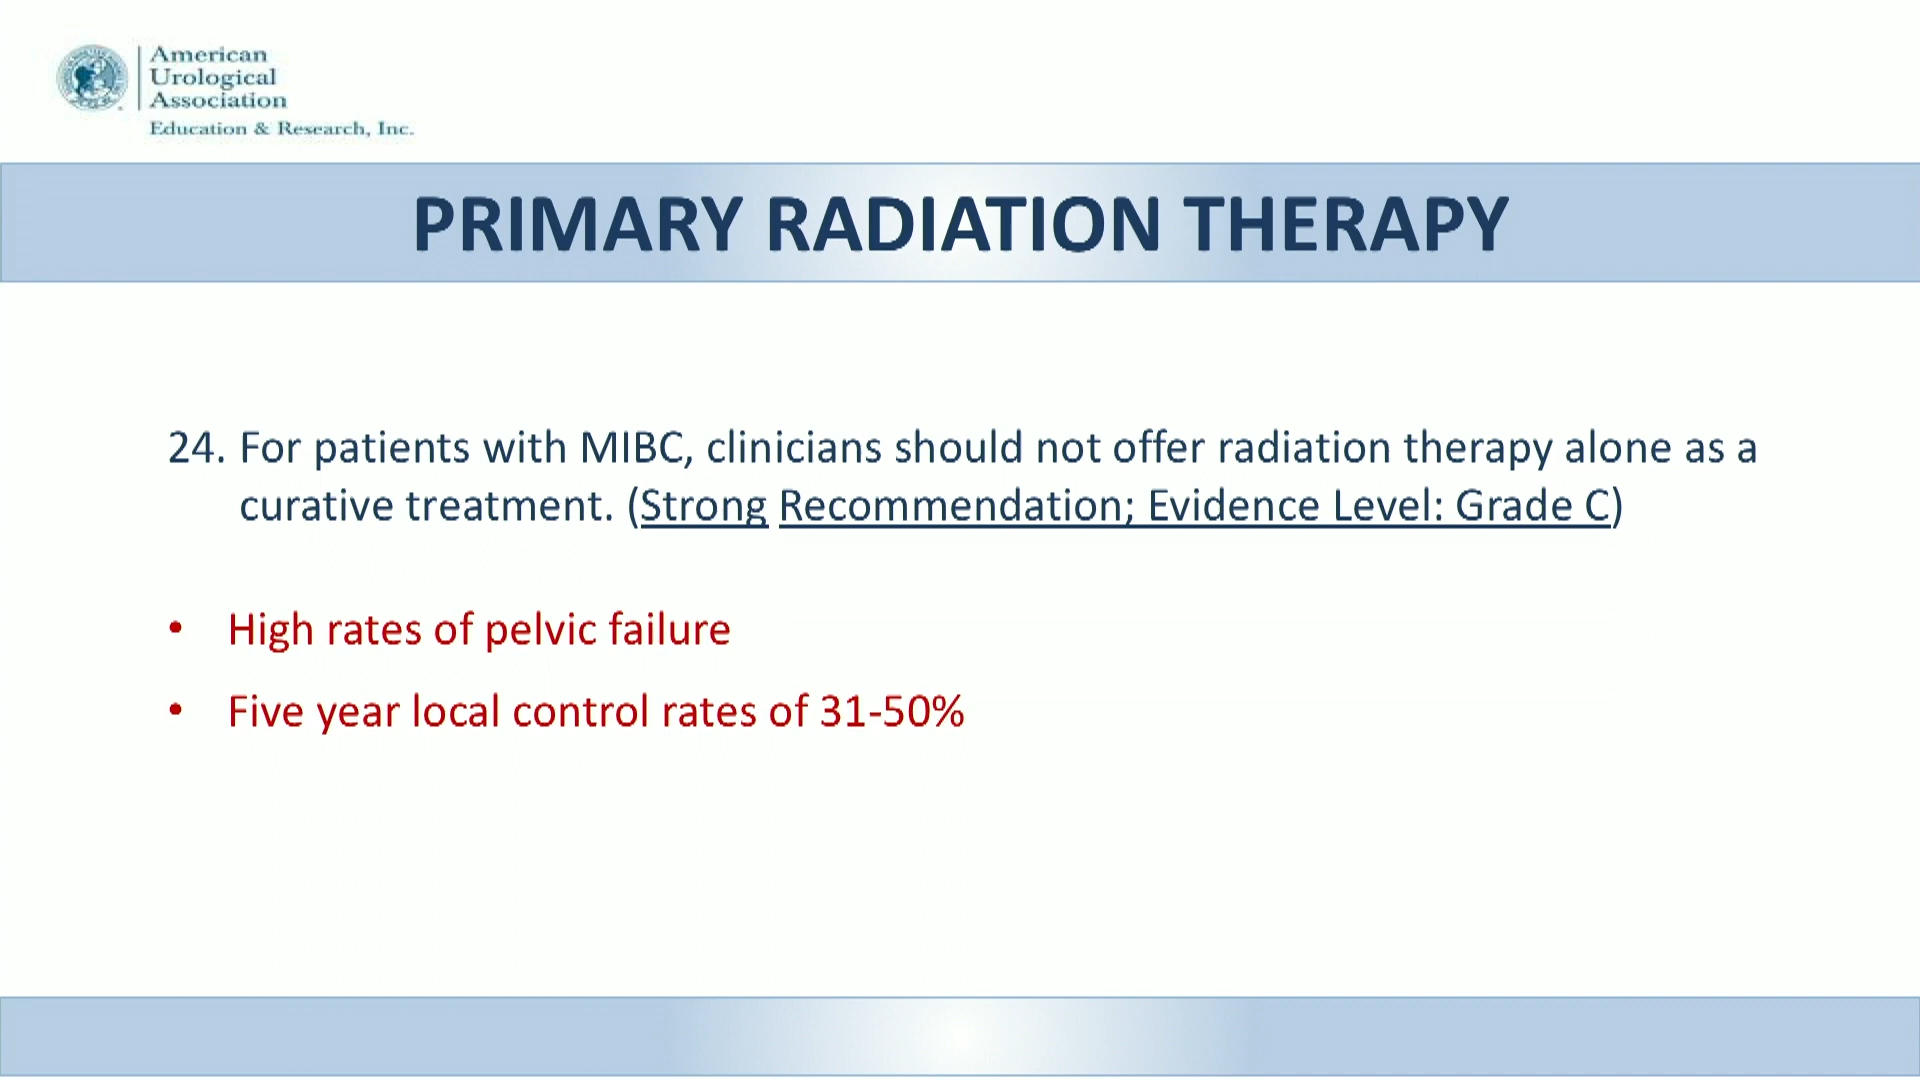 American
Urological
Association
Education & Research, Inc.
PRIMARY RADIATION THERAPY
24. For patients with MIBC, clinicians should not offer radiation therapy alone as a
curative treatment. (Strong Recommendation; Evidence Level: Grade C)
• High rates of pelvic failure
• Five year local control rates of 31-50%